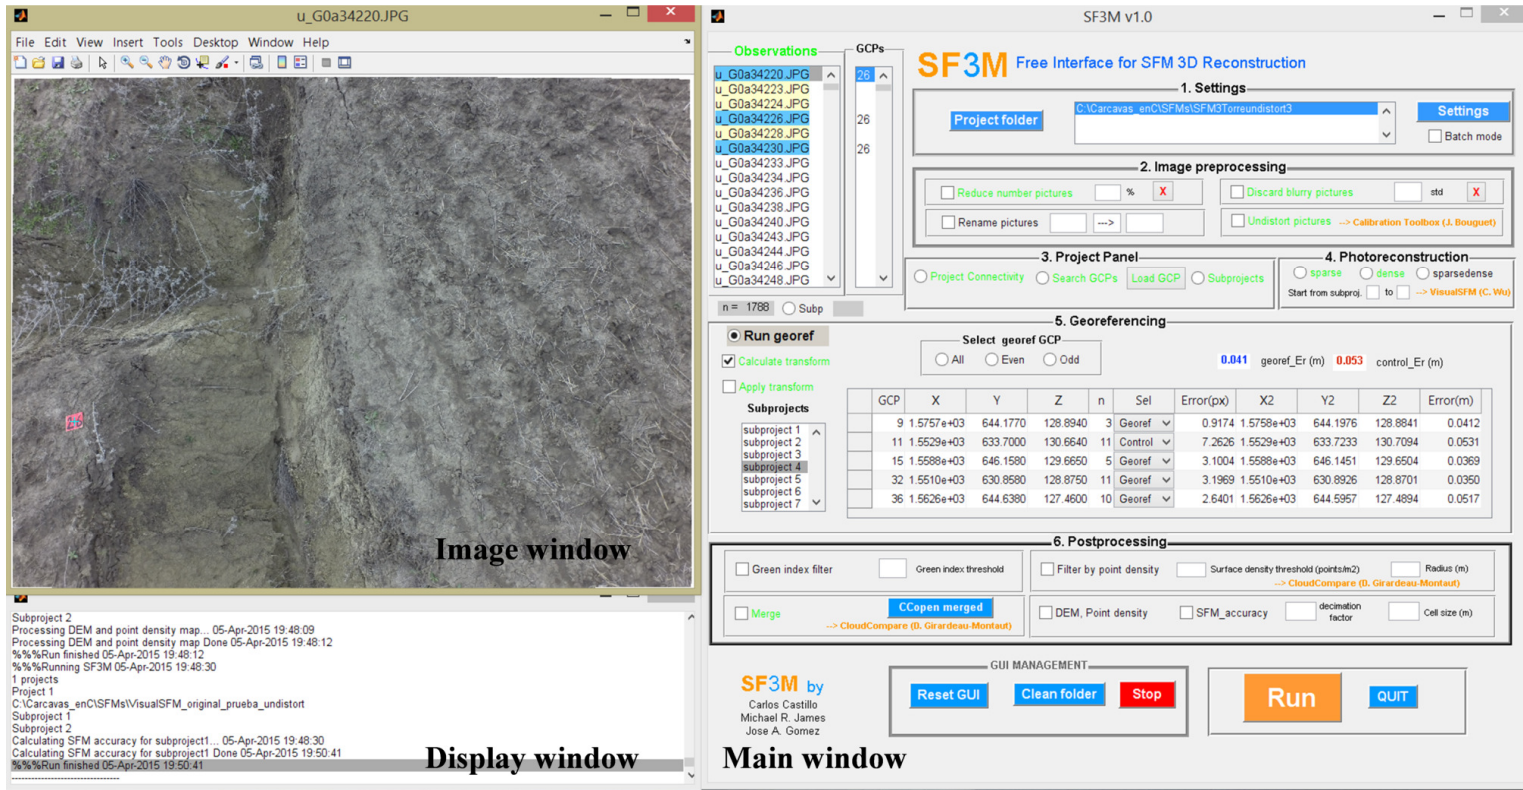 u_G0a34220.JPG
File Edit View Insert Tools Desktop Window Help
26
Image window
Subproject 2
Processing DEM and point density map... 05-Apr-2015 19:48:09
Processing DEM and point density map Done 05-Apr-2015 19:48:12
%%%Run finished 05-Apr-2015 19:48:12
%%%Running SF3M 05-Apr-2015 19:48:30
1 projects
Project 1
C:\Carcavas_enC\SFMs\VisualSFM_original_prueba_undistort
Subproject 1
Subproject 2
Calculating SFM accuracy for subproject1... 05-Apr-2015 19:48:30
Calculating SFM accuracy for subproject1 Done 05-Apr-2015 19:50:41
%%%Run finished 05-Apr-2015 19:50:41
---------------------------------
Display window
SF3M v1.0
Observations GCPs
u_G0a34220.JPG 26
u_G0a34223.JPG
u_G0a34224.JPG
u_G0a34226.JPG 26
u_G0a34228.JPG
u_G0a34230.JPG 26
u_G0a34233.JPG
u_G0a34234.JPG
u_G0a34236.JPG
u_G0a34238.JPG
u_G0a34240.JPG
u_G0a34243.JPG
u_G0a34244.JPG
u_G0a34246.JPG
u_G0a34248.JPG
n = 1788 Subp
SF3M Free Interface for SFM 3D Reconstruction
1. Settings
Project folder C:\Carcavas_enC\SFMs\SFM3Torreundistort3 Settings
Batch mode
2. Image preprocessing
Reduce number pictures % X Discard blurry pictures std X
Rename pictures ---> Undistort pictures --> Calibration Toolbox (J. Bouguet)
3. Project Panel
Project Connectivity Search GCPs Load GCP Subprojects
4. Photoreconstruction
sparse dense sparsedense
Start from subproj. to --> VisualSFM (C. Wu)
5. Georeferencing
Run georef
Calculate transform
Apply transform
Select georef GCP
All Even Odd
0.041 georef_Er (m) 0.053 control_Er (m)
Subprojects
subproject 1
subproject 2
subproject 3
subproject 4
subproject 5
subproject 6
subproject 7
GCP X Y Z n Sel Error(px) X2 Y2 Z2 Error(m)
9 1.5757e+03 644.1770 128.8940 3 Georef 0.9174 1.5758e+03 644.1976 128.8841 0.0412
11 1.5529e+03 633.7000 130.6640 11 Control 7.2626 1.5529e+03 633.7233 130.7094 0.0531
15 1.5588e+03 646.1580 129.6650 5 Georef 3.1004 1.5588e+03 646.1451 129.6504 0.0369
32 1.5510e+03 630.8580 128.8750 11 Georef 3.1969 1.5510e+03 630.8926 128.8701 0.0350
36 1.5626e+03 644.6380 127.4600 10 Georef 2.6401 1.5626e+03 644.5957 127.4894 0.0517
6. Postprocessing
Green index filter Green index threshold Filter by point density Surface density threshold (points/m2) Radius (m)
--> CloudCompare (D. Girardeau-Montaut)
Merge CCopen merged
--> CloudCompare (D. Girardeau-Montaut)
DEM, Point density SFM_accuracy decimation factor Cell size (m)
SF3M by
Carlos Castillo
Michael R. James
Jose A. Gomez
GUI MANAGEMENT
Reset GUI Clean folder Stop
Run QUIT
Main window